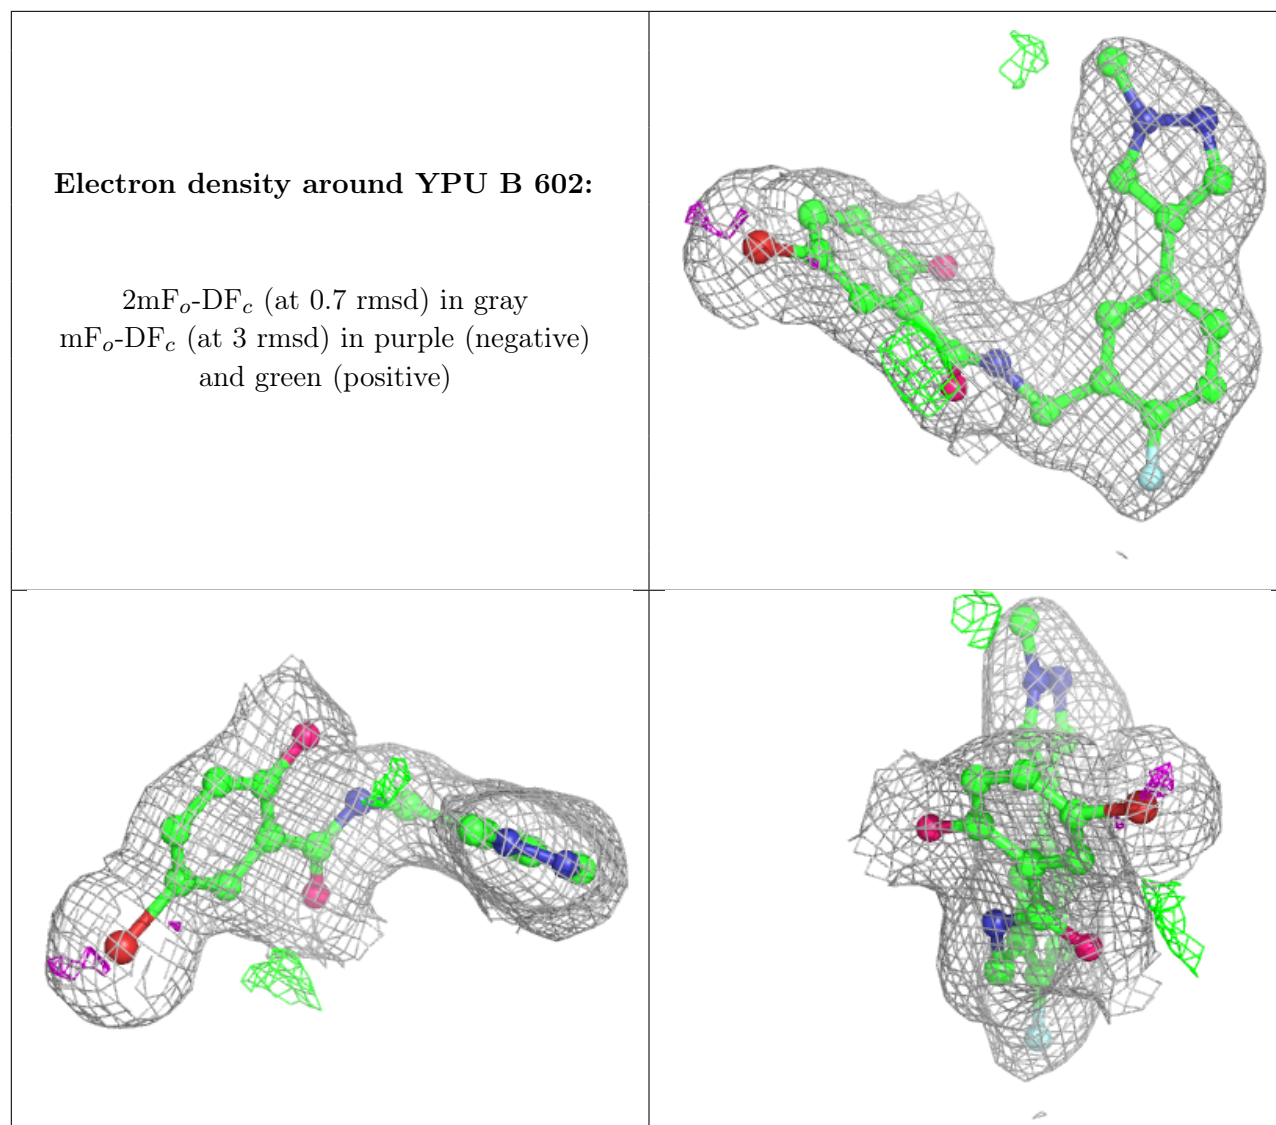 Electron density around YPU B 602:
2mFo-DFc (at 0.7 rmsd) in gray
mFo-DFc (at 3 rmsd) in purple (negative)
and green (positive)